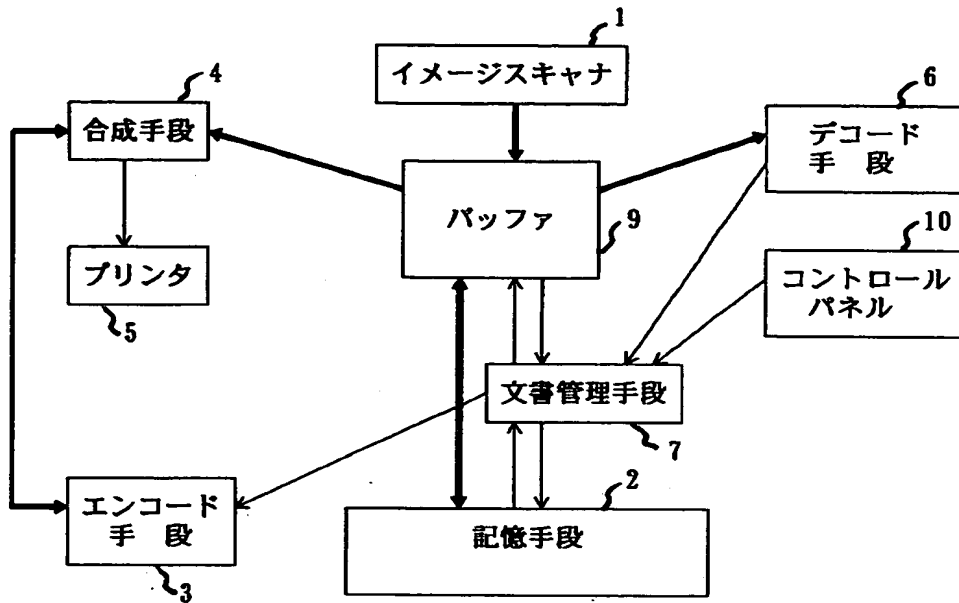 1
イメージスキャナ
4
合成手段
6
デコード
手 段
バッファ
9
10
コントロール
パネル
プリンタ
5
文書管理手段
7
エンコード
手 段
3
2
記憶手段